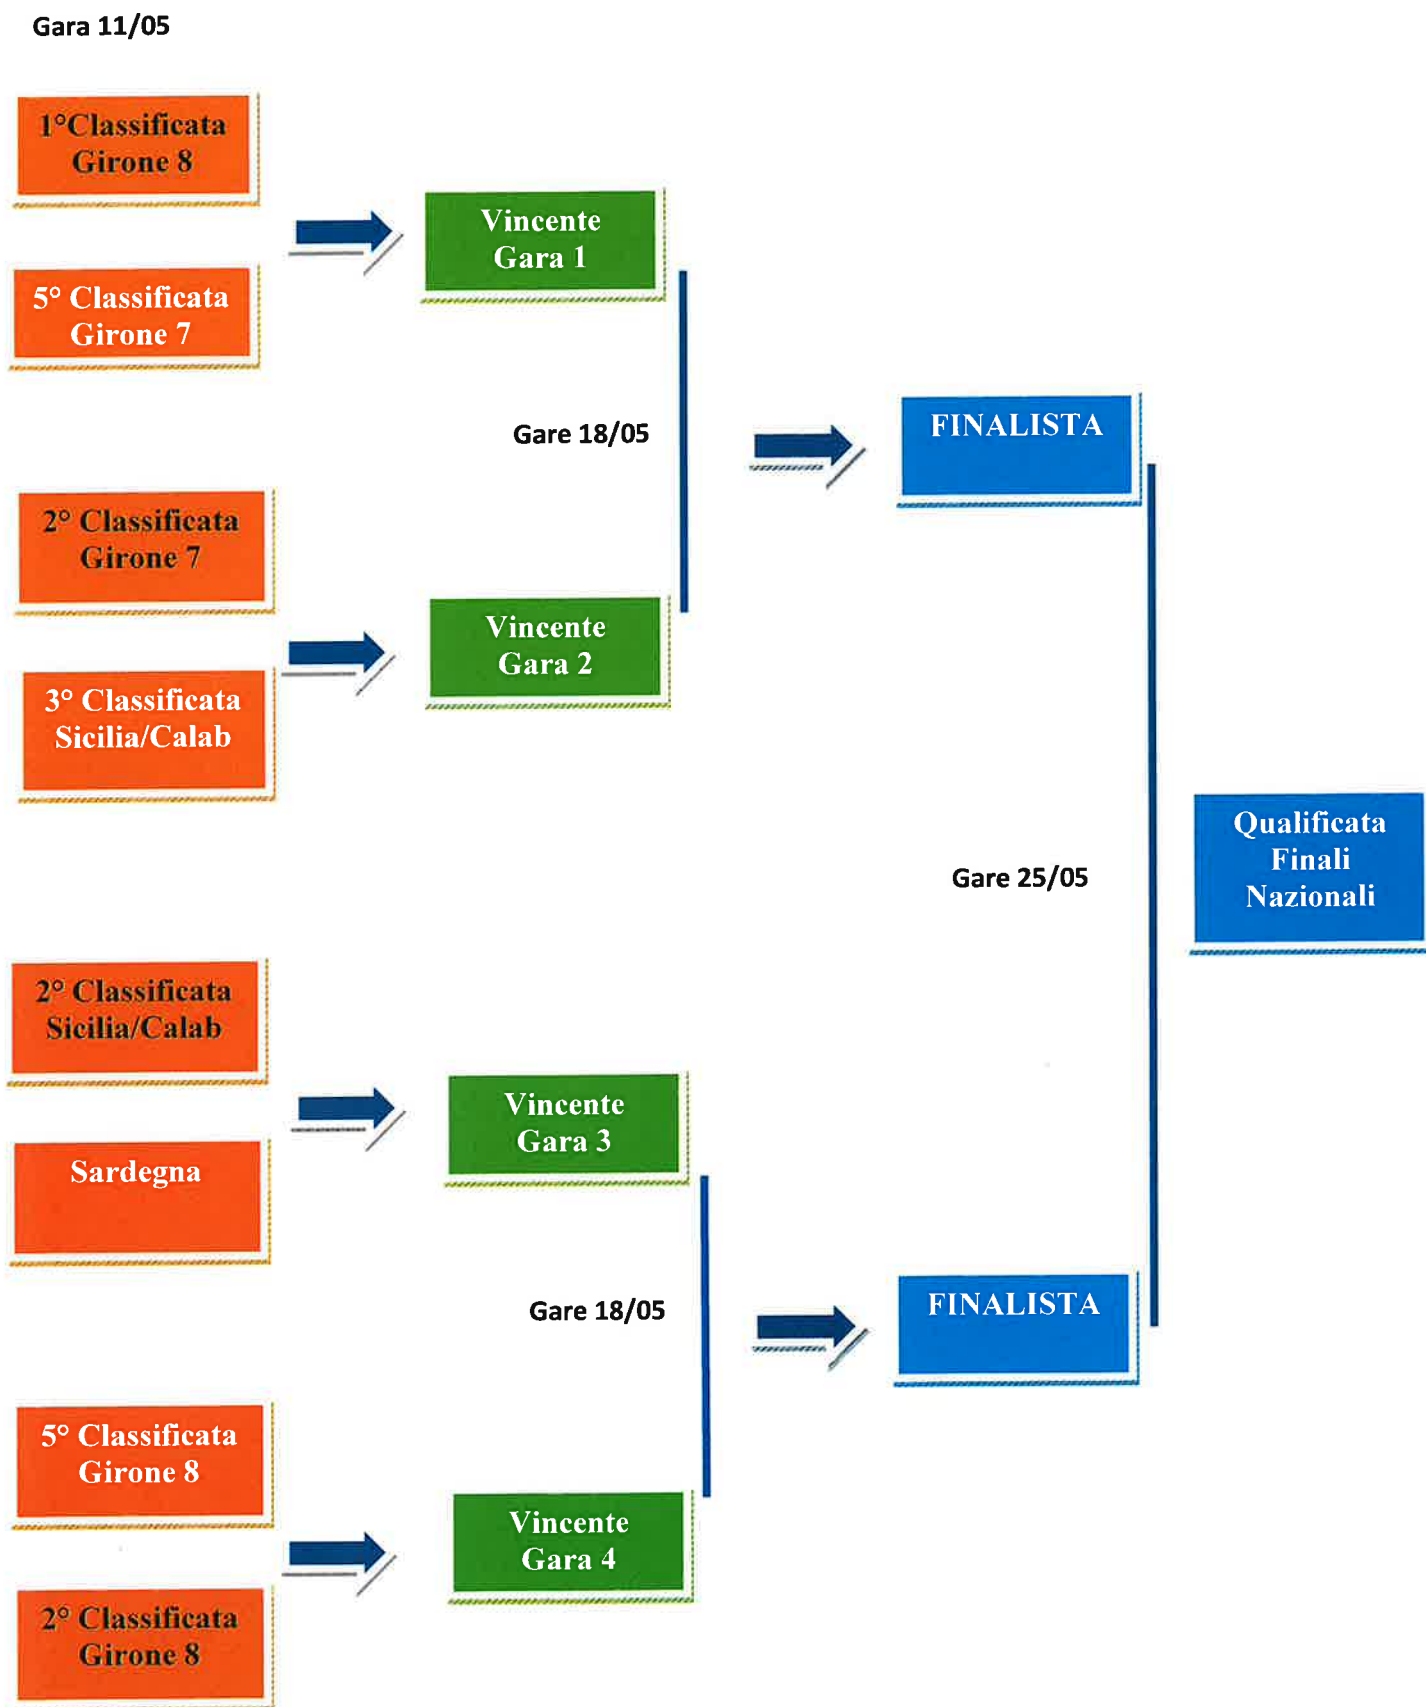 Gara 11/05
1°Classificata
Girone 8
5° Classificata
Girone 7
Vincente
Gara 1
Gare 18/05
FINALISTA
2° Classificata
Girone 7
3° Classificata
Sicilia/Calab
Vincente
Gara 2
Gare 25/05
Qualificata
Finali
Nazionali
2° Classificata
Sicilia/Calab
Sardegna
Vincente
Gara 3
Gare 18/05
FINALISTA
5° Classificata
Girone 8
2° Classificata
Girone 8
Vincente
Gara 4